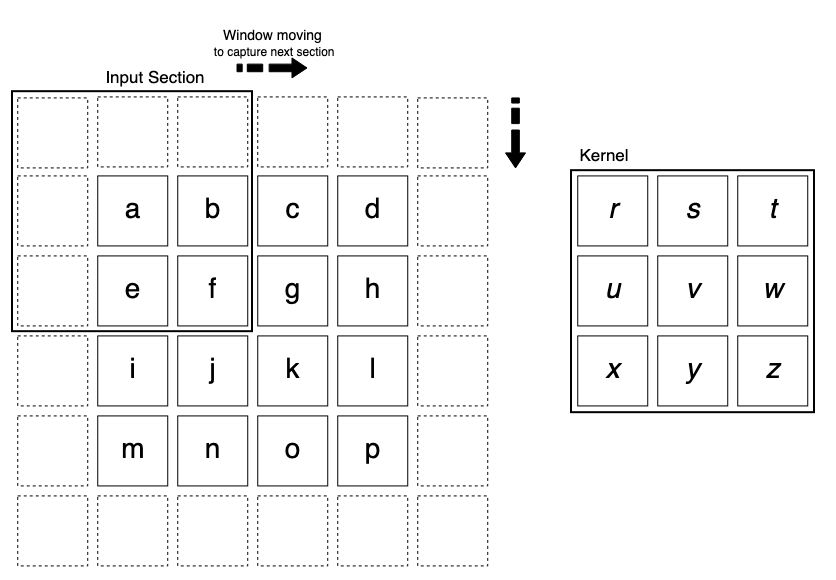 Window moving
to capture next section
Input Section
Kernel
a b c d
e f g h
i j k l
m n o p
r s t
u v w
x y z